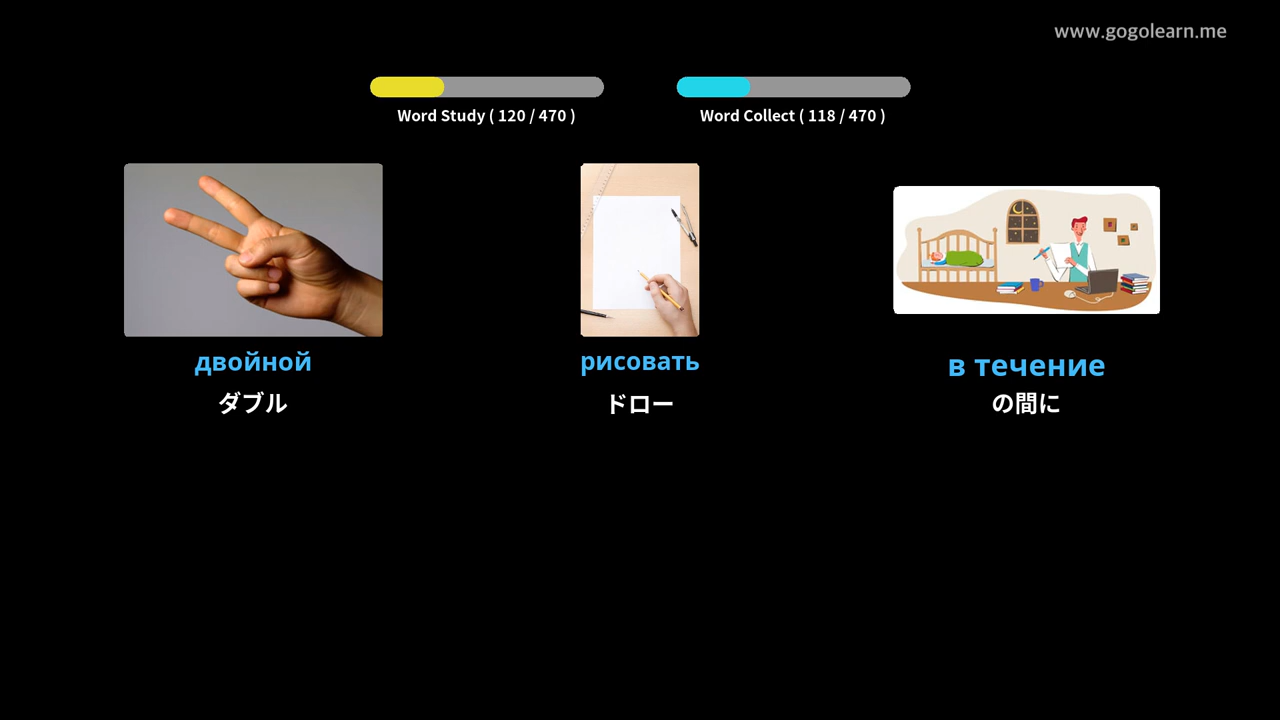 www.gogolearn.me
Word Study ( 120 / 470 )
Word Collect ( 118 / 470 )
двойной
рисовать
в течение
ダブル
ドロー
の間に